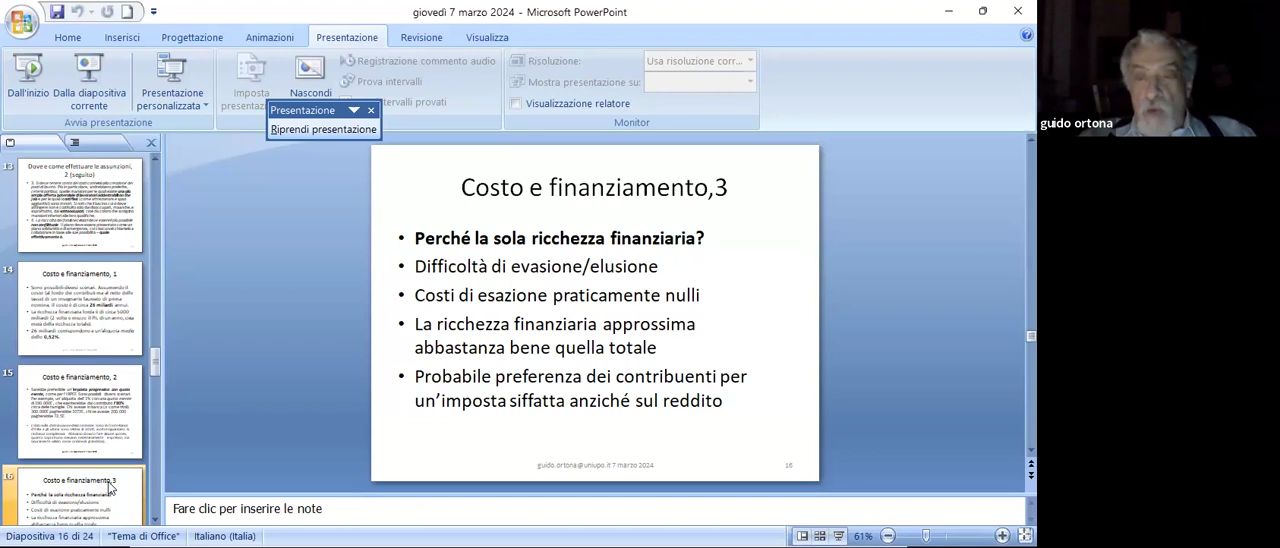 giovedì 7 marzo 2024 - Microsoft PowerPoint
Home
Inserisci
Progettazione
Animazioni
Presentazione
Revisione
Visualizza
Dall'inizio
Dalla diapositiva corrente
Presentazione personalizzata
Avvia presentazione
Imposta
Nascondi
Registrazione commento audio
Prova intervalli
Presentazione
Riprendi presentazione
Risoluzione:
Usa risoluzione corr...
Mostra presentazione su:
Visualizzazione relatore
Monitor
guido ortona
13
Dove e come effettuare le assunzioni,
2 (seguito)
14
Costo e finanziamento, 1
15
Costo e finanziamento, 2
16
Costo e finanziamento,3
Perché la sola ricchezza finanziaria?
Difficoltà di evasione/elusione
Costi di esazione praticamente nulli
La ricchezza finanziaria approssima
Costo e finanziamento,3
• Perché la sola ricchezza finanziaria?
• Difficoltà di evasione/elusione
• Costi di esazione praticamente nulli
• La ricchezza finanziaria approssima
abbastanza bene quella totale
• Probabile preferenza dei contribuenti per
un'imposta siffatta anziché sul reddito
guido.ortona@uniupo.it 7 marzo 2024
16
Fare clic per inserire le note
Diapositiva 16 di 24
"Tema di Office"
Italiano (Italia)
61%